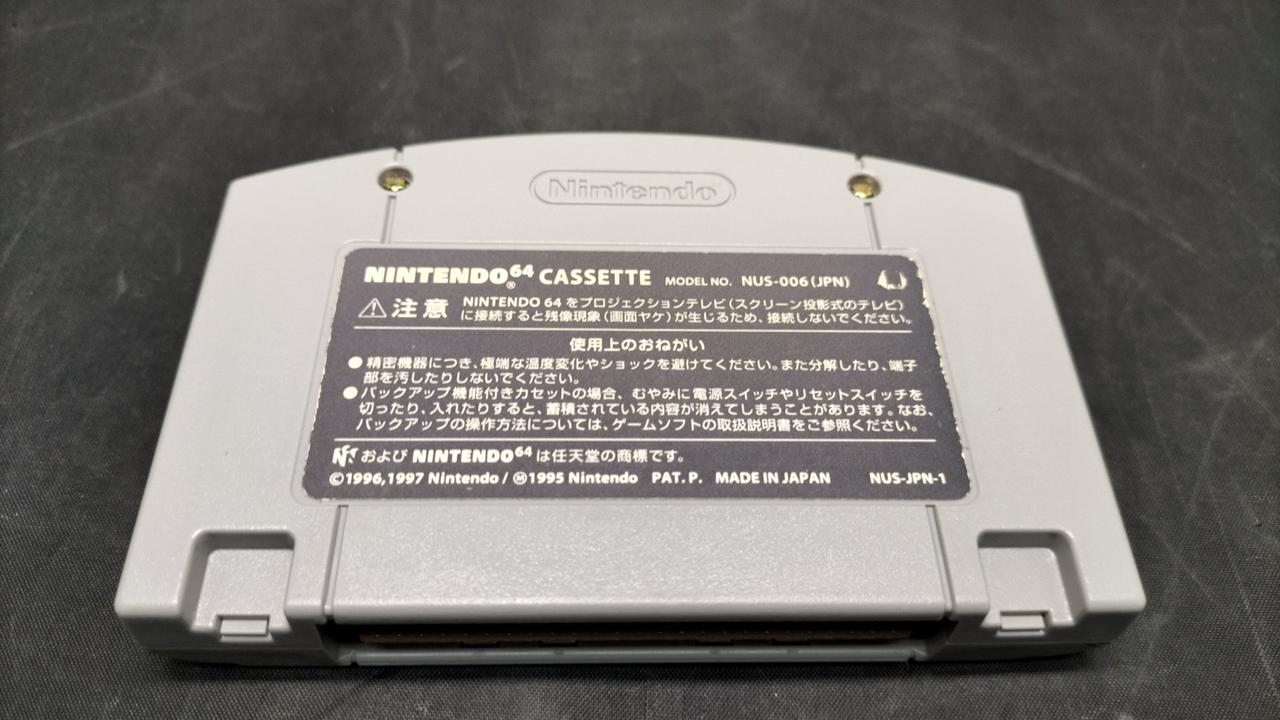 Nintendo
NINTENDO64® CASSETTE MODEL NO. NUS-006(JPN)
注意 NINTENDO 64 をプロジェクションテレビ(スクリーン投影式のテレビ)
に接続すると残像現象(画面ヤケ)が生じるため、接続しないでください。
使用上のおねがい
●精密機器につき、極端な温度変化やショックを避けてください。また分解したり、端子
部を汚したりしないでください。
●バックアップ機能付きカセットの場合、むやみに電源スイッチやリセットスイッチを
切ったり、入れたりすると、蓄積されている内容が消えてしまうことがあります。なお、
バックアップの操作方法については、ゲームソフトの取扱説明書をご参照ください。
および NINTENDO64 は任天堂の商標です。
©1996,1997 Nintendo / Ⓜ1995 Nintendo PAT. P. MADE IN JAPAN NUS-JPN-1